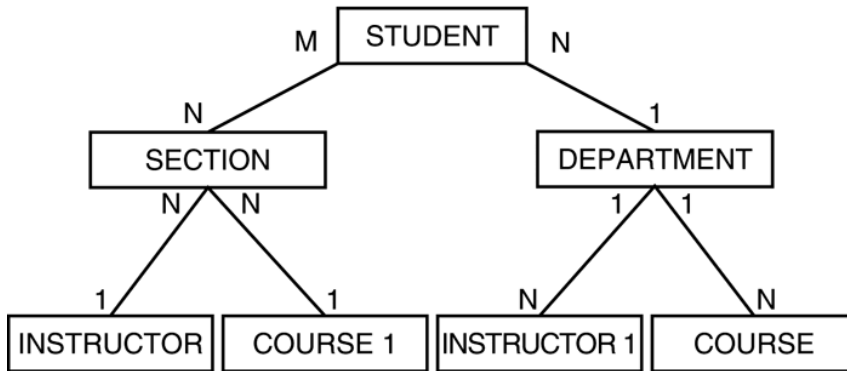 M STUDENT N
N 1
SECTION DEPARTMENT
N N 1 1
1 1 N N
INSTRUCTOR COURSE 1 INSTRUCTOR 1 COURSE